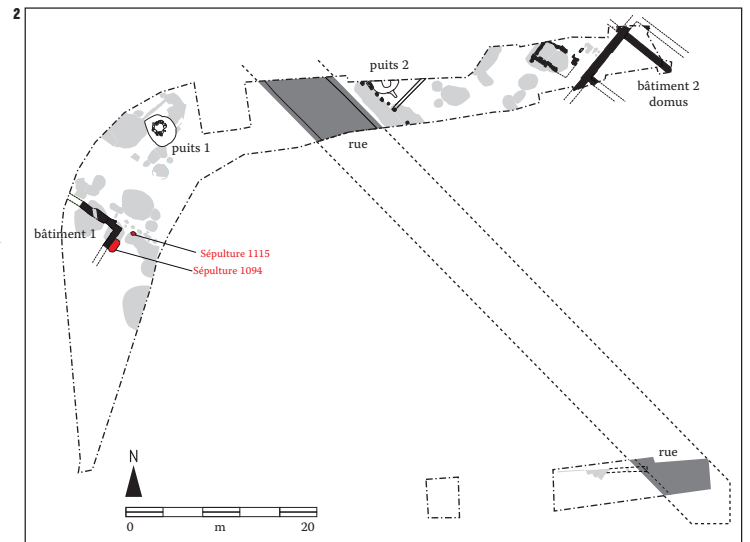 2
puits 2
bâtiment 2
domus
puits 1
rue
bâtiment 1
Sépulture 1115
Sépulture 1094
rue
N
0 m 20